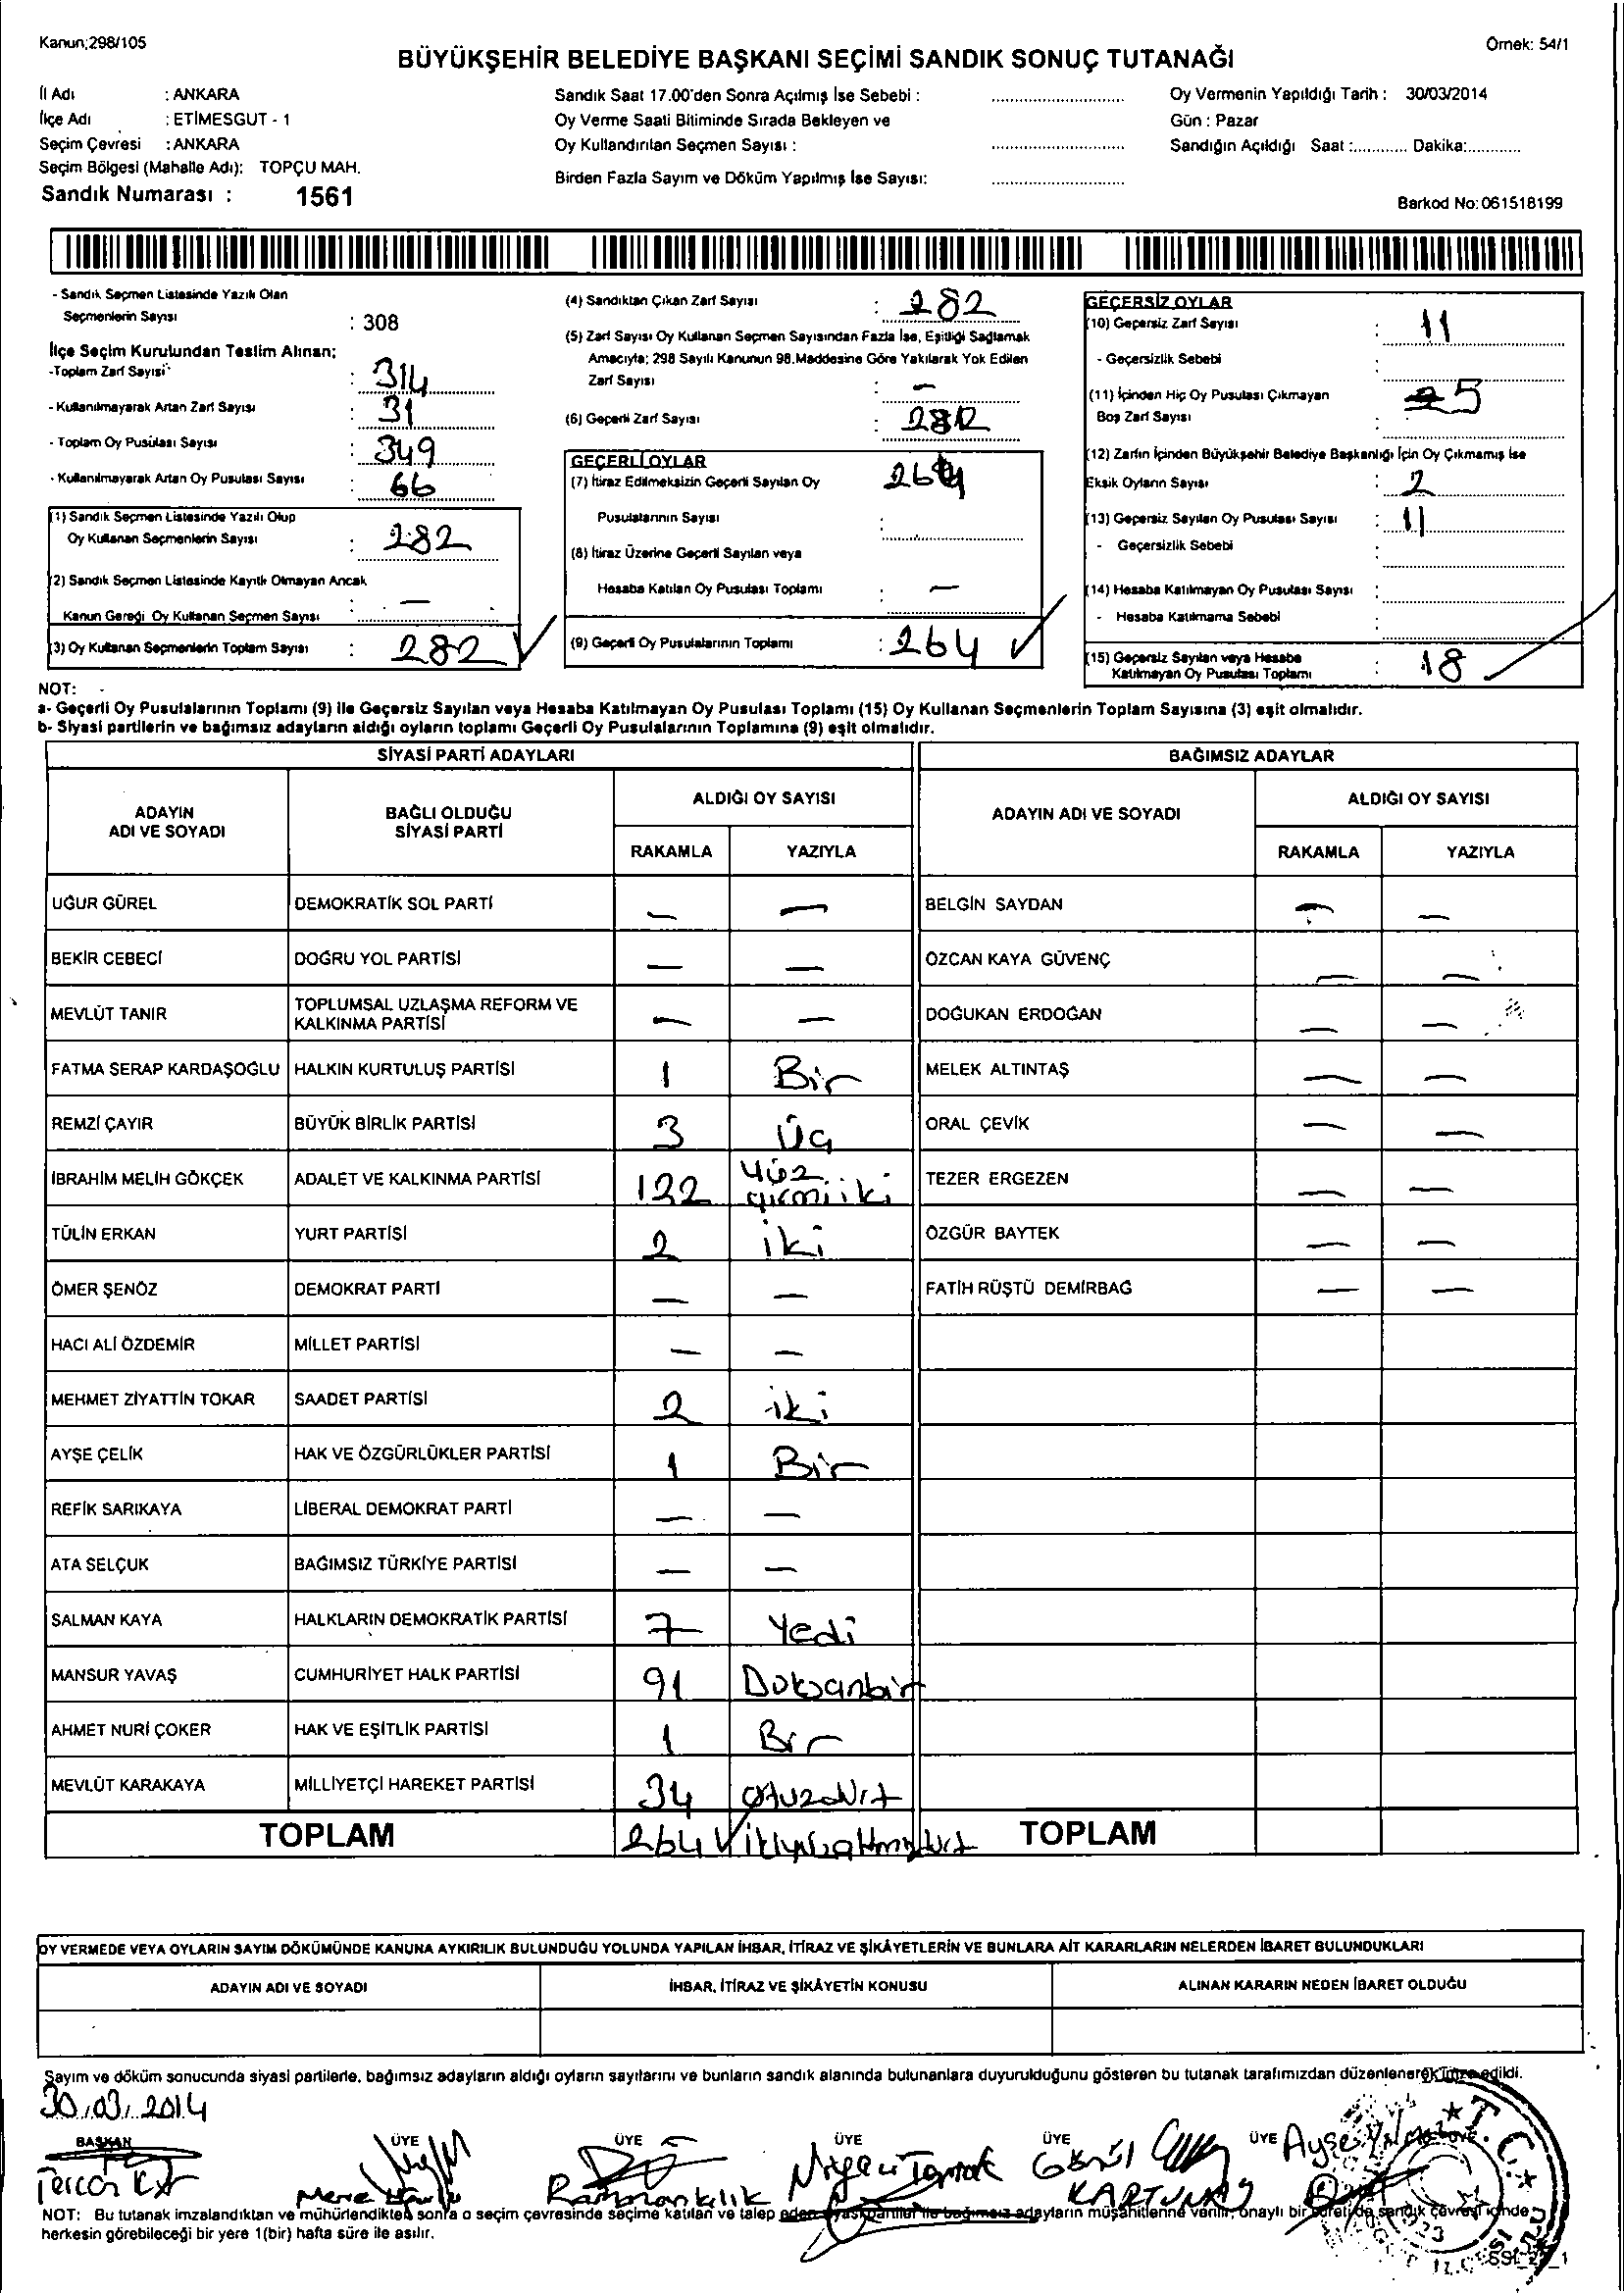 Kanun;298/105
Örnek: 54/1
BÜYÜKŞEHİR BELEDİYE BAŞKANI SEÇİMİ SANDIK SONUÇ TUTANAĞI
İl Adı : ANKARA
İlçe Adı : ETİMESGUT - 1
Seçim Çevresi : ANKARA
Seçim Bölgesi (Mahalle Adı): TOPÇU MAH.
Sandık Numarası : 1561
Sandık Saat 17.00'den Sonra Açılmış İse Sebebi :
Oy Verme Saati Bitiminde Sırada Bekleyen ve
Oy Kullandırılan Seçmen Sayısı :
Birden Fazla Sayım ve Döküm Yapılmış İse Sayısı:
Oy Vermenin Yapıldığı Tarih : 30/03/2014
Gün : Pazar
Sandığın Açıldığı Saat :............ Dakika:............
Barkod No: 061518199
- Sandık Seçmen Listesinde Yazılı Olan
Seçmenlerin Sayısı : 308
İlçe Seçim Kurulundan Teslim Alınan;
-Toplam Zarf Sayısı : 314
- Kullanılmayarak Artan Zarf Sayısı : 31
- Toplam Oy Pusulası Sayısı : 349
- Kullanılmayarak Artan Oy Pusulası Sayısı : 66
(1) Sandık Seçmen Listesinde Yazılı Olup
Oy Kullanan Seçmenlerin Sayısı : 282
(2) Sandık Seçmen Listesinde Kayıtlı Olmayan Ancak
Kanun Gereği Oy Kullanan Seçmen Sayısı : —
(3) Oy Kullanan Seçmenlerin Toplam Sayısı : 282
(4) Sandıktan Çıkan Zarf Sayısı : 282
(5) Zarf Sayısı Oy Kullanan Seçmen Sayısından Fazla İse, Eşitliği Sağlamak
Amacıyla; 298 Sayılı Kanunun 98.Maddesine Göre Yakılarak Yok Edilen
Zarf Sayısı : —
(6) Geçerli Zarf Sayısı : 282
GEÇERLİ OYLAR
(7) İtiraz Edilmeksizin Geçerli Sayılan Oy 264
Pusulalarının Sayısı :
(8) İtiraz Üzerine Geçerli Sayılan veya
Hesaba Katılan Oy Pusulası Toplamı : —
(9) Geçerli Oy Pusulalarının Toplamı : 264
GEÇERSİZ OYLAR
(10) Geçersiz Zarf Sayısı : 11
- Geçersizlik Sebebi :
(11) İçinden Hiç Oy Pusulası Çıkmayan
Boş Zarf Sayısı : 5
(12) Zarfın İçinden Büyükşehir Belediye Başkanlığı İçin Oy Çıkmamış İse
Eksik Oyların Sayısı : 2
(13) Geçersiz Sayılan Oy Pusulası Sayısı : 11
- Geçersizlik Sebebi :
(14) Hesaba Katılmayan Oy Pusulası Sayısı :
- Hesaba Katılmama Sebebi :
(15) Geçersiz Sayılan veya Hesaba
Katılmayan Oy Pusulası Toplamı : 18
NOT: -
a- Geçerli Oy Pusulalarının Toplamı (9) ile Geçersiz Sayılan veya Hesaba Katılmayan Oy Pusulası Toplamı (15) Oy Kullanan Seçmenlerin Toplam Sayısına (3) eşit olmalıdır.
b- Siyasi partilerin ve bağımsız adayların aldığı oyların toplamı Geçerli Oy Pusulalarının Toplamına (9) eşit olmalıdır.
SİYASİ PARTİ ADAYLARI
BAĞIMSIZ ADAYLAR
ADAYIN ADI VE SOYADI
BAĞLI OLDUĞU SİYASİ PARTİ
ALDIĞI OY SAYISI
RAKAMLA YAZIYLA
ADAYIN ADI VE SOYADI
ALDIĞI OY SAYISI
RAKAMLA YAZIYLA
UĞUR GÜREL DEMOKRATİK SOL PARTİ — — BELGİN SAYDAN — —
BEKİR CEBECİ DOĞRU YOL PARTİSİ — — ÖZCAN KAYA GÜVENÇ — —
MEVLÜT TANIR TOPLUMSAL UZLAŞMA REFORM VE KALKINMA PARTİSİ — — DOĞUKAN ERDOĞAN — —
FATMA SERAP KARDAŞOĞLU HALKIN KURTULUŞ PARTİSİ 1 Bir MELEK ALTINTAŞ — —
REMZİ ÇAYIR BÜYÜK BİRLİK PARTİSİ 3 Üç ORAL ÇEVİK — —
İBRAHİM MELİH GÖKÇEK ADALET VE KALKINMA PARTİSİ 122 yüz yirmi iki TEZER ERGEZEN — —
TÜLİN ERKAN YURT PARTİSİ 2 iki ÖZGÜR BAYTEK — —
ÖMER ŞENÖZ DEMOKRAT PARTİ — — FATİH RÜŞTÜ DEMİRBAĞ — —
HACI ALİ ÖZDEMİR MİLLET PARTİSİ — —
MEHMET ZİYATTİN TOKAR SAADET PARTİSİ 2 iki
AYŞE ÇELİK HAK VE ÖZGÜRLÜKLER PARTİSİ 1 Bir
REFİK SARIKAYA LİBERAL DEMOKRAT PARTİ — —
ATA SELÇUK BAĞIMSIZ TÜRKİYE PARTİSİ — —
SALMAN KAYA HALKLARIN DEMOKRATİK PARTİSİ 7 Yedi
MANSUR YAVAŞ CUMHURİYET HALK PARTİSİ 91 Doksanbir
AHMET NURİ ÇOKER HAK VE EŞİTLİK PARTİSİ 1 Bir
MEVLÜT KARAKAYA MİLLİYETÇİ HAREKET PARTİSİ 34 Otuzdört
TOPLAM 264 ikiyüzaltmışdört TOPLAM
OY VERMEDE VEYA OYLARIN SAYIM DÖKÜMÜNDE KANUNA AYKIRILIK BULUNDUĞU YOLUNDA YAPILAN İHBAR, İTİRAZ VE ŞİKÂYETLERİN VE BUNLARA AİT KARARLARIN NELERDEN İBARET BULUNDUKLARI
ADAYIN ADI VE SOYADI İHBAR, İTİRAZ VE ŞİKÂYETİN KONUSU ALINAN KARARIN NEDEN İBARET OLDUĞU
Sayım ve döküm sonucunda siyasi partilerle, bağımsız adayların aldığı oyların sayılarını ve bunların sandık alanında bulunanlara duyurulduğunu gösteren bu tutanak tarafımızdan düzenlenerek imza edildi.
30.03.2014
BAŞKAN ÜYE ÜYE ÜYE ÜYE ÜYE
Ramazan kılık
KARTUNAY
Ayşe
T.C.
NOT: Bu tutanak imzalandıktan ve mühürlendikten sonra o seçim çevresinde seçime katılan ve talep eden siyasi partiler ile bağımsız adayların müşahitlerine verilir, onaylı bir sureti de sandık çevresi içinde
herkesin görebileceği bir yere 1(bir) hafta süre ile asılır.